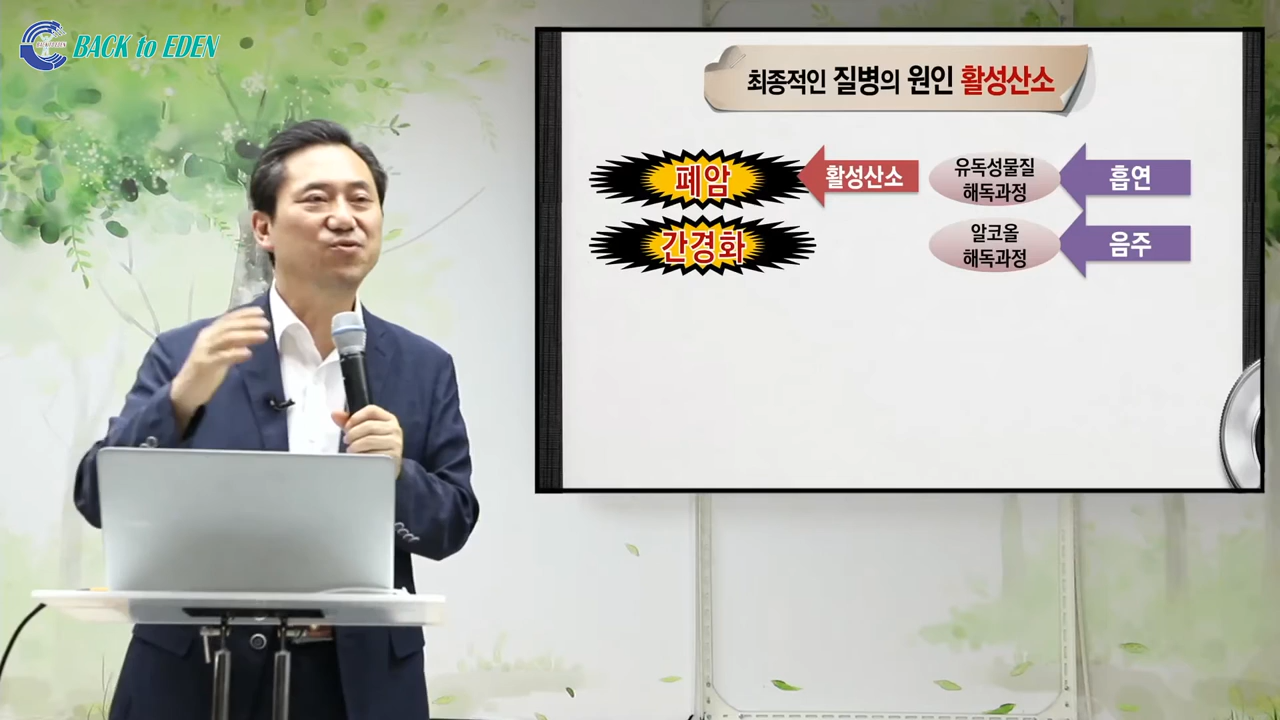 BACK to EDEN
최종적인 질병의 원인 활성산소
폐암
활성산소
유독성물질
해독과정
흡연
간경화
알코올
해독과정
음주